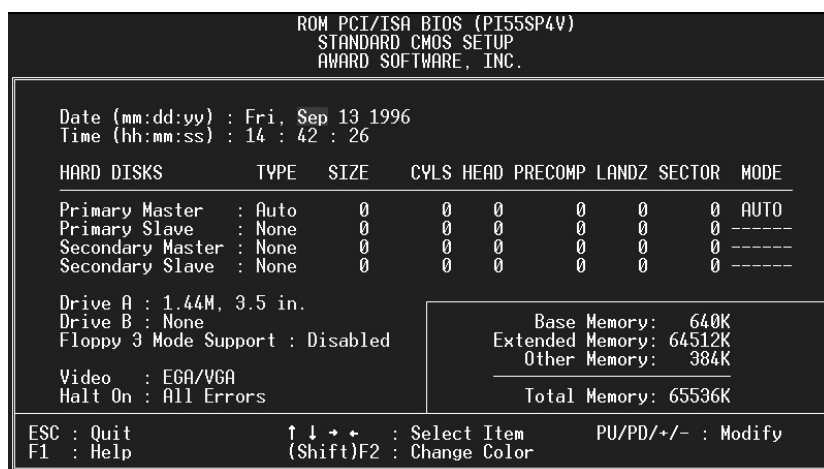 ROM PCI/ISA BIOS (PI55SP4V)
STANDARD CMOS SETUP
AWARD SOFTWARE, INC.
Date (mm:dd:yy) : Fri, Sep 13 1996
Time (hh:mm:ss) : 14 : 42 : 26
HARD DISKS TYPE SIZE CYLS HEAD PRECOMP LANDZ SECTOR MODE
Primary Master : Auto 0 0 0 0 0 0 AUTO
Primary Slave : None 0 0 0 0 0 0 ------
Secondary Master : None 0 0 0 0 0 0 ------
Secondary Slave : None 0 0 0 0 0 0 ------
Drive A : 1.44M, 3.5 in.
Drive B : None
Floppy 3 Mode Support : Disabled
Video : EGA/VGA
Halt On : All Errors
Base Memory: 640K
Extended Memory: 64512K
Other Memory: 384K
Total Memory: 65536K
ESC : Quit ↑ ↓ → ← : Select Item PU/PD/+/- : Modify
F1 : Help (Shift)F2 : Change Color